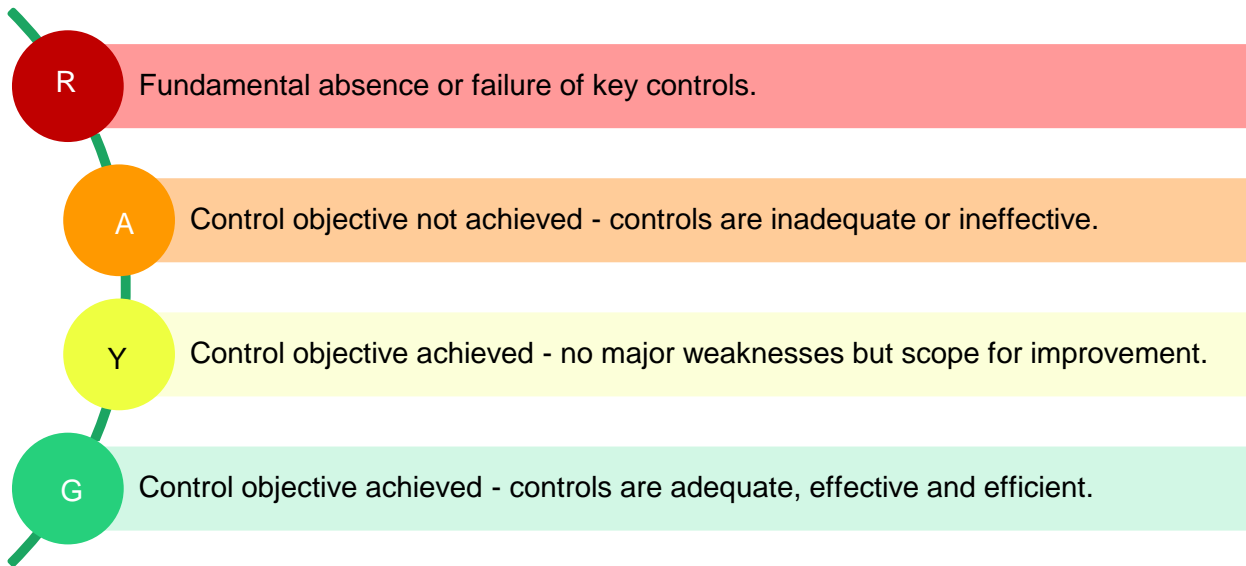 R
Fundamental absence or failure of key controls.
A
Control objective not achieved - controls are inadequate or ineffective.
Y
Control objective achieved - no major weaknesses but scope for improvement.
G
Control objective achieved - controls are adequate, effective and efficient.